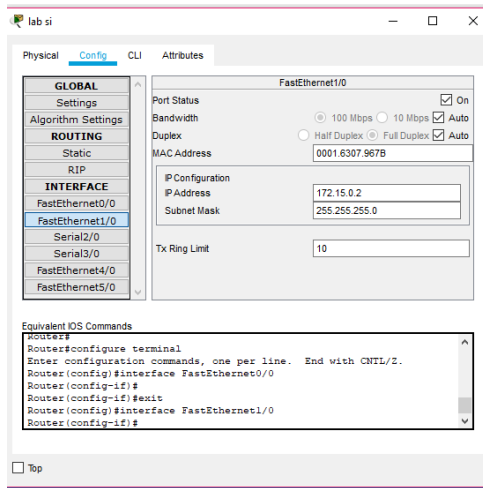 lab si
Physical Config CLI Attributes
GLOBAL
Settings
Algorithm Settings
ROUTING
Static
RIP
INTERFACE
FastEthernet0/0
FastEthernet1/0
Serial2/0
Serial3/0
FastEthernet4/0
FastEthernet5/0
FastEthernet1/0
Port Status On
Bandwidth 100 Mbps 10 Mbps Auto
Duplex Half Duplex Full Duplex Auto
MAC Address 0001.6307.967B
IP Configuration
IP Address 172.15.0.2
Subnet Mask 255.255.255.0
Tx Ring Limit 10
Equivalent IOS Commands
Router#
Router#configure terminal
Enter configuration commands, one per line. End with CNTL/Z.
Router(config)#interface FastEthernet0/0
Router(config-if)#
Router(config-if)#exit
Router(config)#interface FastEthernet1/0
Router(config-if)#
Top